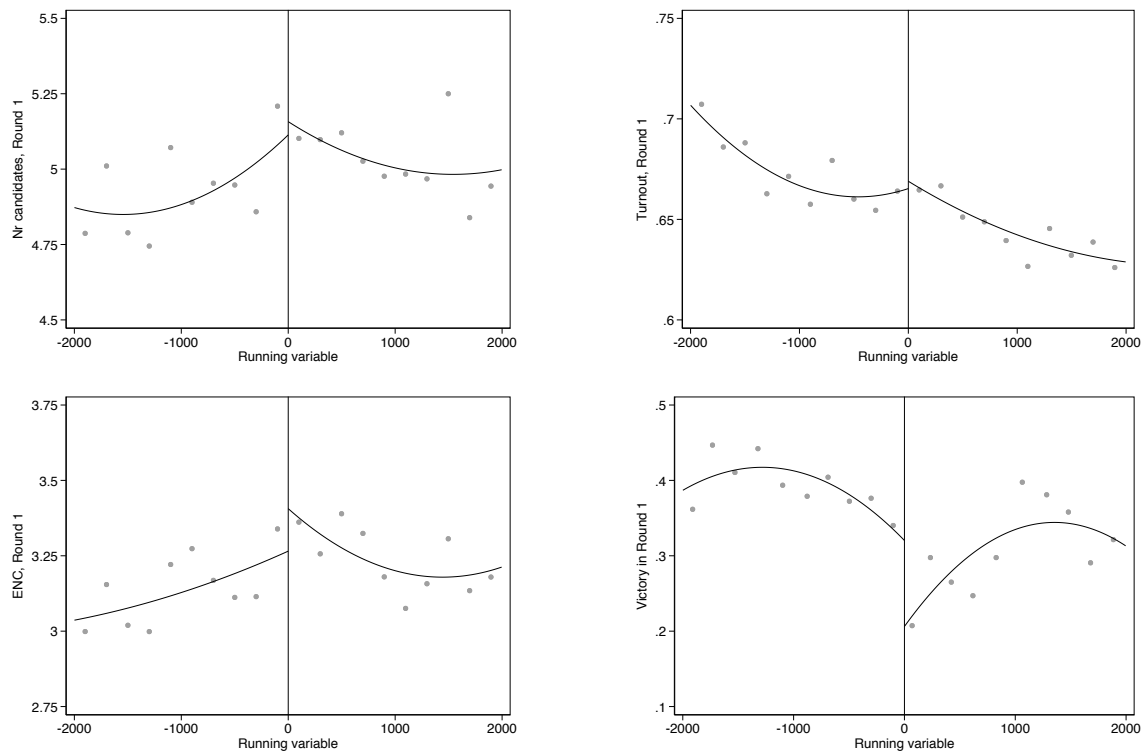 Nr candidates, Round 1
5.5
5.25
5
4.75
4.5
-2000 -1000 0 1000 2000
Running variable
Turnout, Round 1
.75
.7
.65
.6
-2000 -1000 0 1000 2000
Running variable
ENC, Round 1
3.75
3.5
3.25
3
2.75
-2000 -1000 0 1000 2000
Running variable
Victory in Round 1
.5
.4
.3
.2
.1
-2000 -1000 0 1000 2000
Running variable